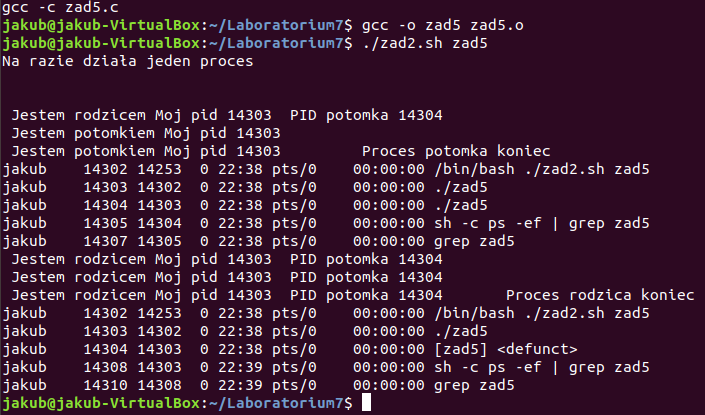 gcc -c zad5.c
jakub@jakub-VirtualBox:~/Laboratorium7$ gcc -o zad5 zad5.o
jakub@jakub-VirtualBox:~/Laboratorium7$ ./zad2.sh zad5
Na razie działa jeden proces
Jestem rodzicem Moj pid 14303  PID potomka 14304
Jestem potomkiem Moj pid 14303
Jestem potomkiem Moj pid 14303         Proces potomka koniec
jakub    14302 14253  0 22:38 pts/0    00:00:00 /bin/bash ./zad2.sh zad5
jakub    14303 14302  0 22:38 pts/0    00:00:00 ./zad5
jakub    14304 14303  0 22:38 pts/0    00:00:00 ./zad5
jakub    14305 14304  0 22:38 pts/0    00:00:00 sh -c ps -ef | grep zad5
jakub    14307 14305  0 22:38 pts/0    00:00:00 grep zad5
Jestem rodzicem Moj pid 14303  PID potomka 14304
Jestem rodzicem Moj pid 14303  PID potomka 14304
Jestem rodzicem Moj pid 14303  PID potomka 14304       Proces rodzica koniec
jakub    14302 14253  0 22:38 pts/0    00:00:00 /bin/bash ./zad2.sh zad5
jakub    14303 14302  0 22:38 pts/0    00:00:00 ./zad5
jakub    14304 14303  0 22:38 pts/0    00:00:00 [zad5] <defunct>
jakub    14308 14303  0 22:39 pts/0    00:00:00 sh -c ps -ef | grep zad5
jakub    14310 14308  0 22:39 pts/0    00:00:00 grep zad5
jakub@jakub-VirtualBox:~/Laboratorium7$